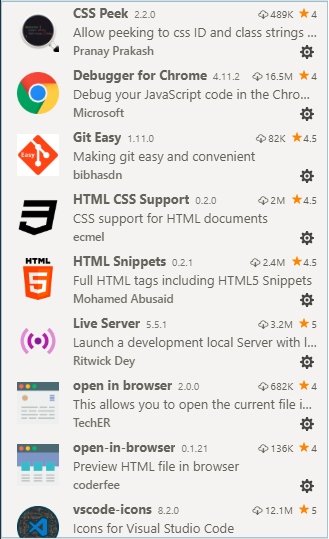 CSS Peek 2.2.0 489K 4
Allow peeking to css ID and class strings ...
Pranay Prakash
Debugger for Chrome 4.11.2 16.5M 4
Debug your JavaScript code in the Chro...
Microsoft
Git Easy 1.11.0 82K 4.5
Easy
Making git easy and convenient
bibhasdn
HTML CSS Support 0.2.0 2M 4.5
CSS support for HTML documents
ecmel
HTML Snippets 0.2.1 2.4M 4.5
HTML
5
Full HTML tags including HTML5 Snippets
Mohamed Abusaid
Live Server 5.5.1 3.2M 5
Launch a development local Server with l...
Ritwick Dey
open in browser 2.0.0 682K 4
This allows you to open the current file i...
TechER
open-in-browser 0.1.21 136K 4
Preview HTML file in browser
coderfee
vscode-icons 8.2.0 12.1M 5
Icons for Visual Studio Code